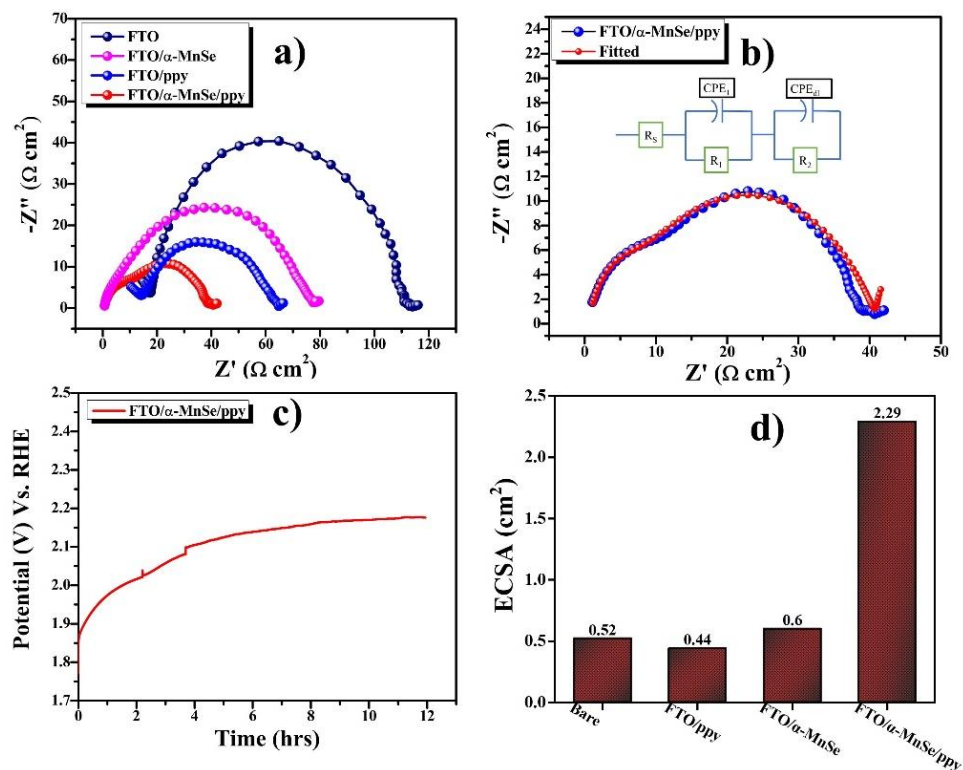 a)
FTO
FTO/α-MnSe
FTO/ppy
FTO/α-MnSe/ppy
70
60
50
40
30
20
10
0
-Z'' (Ω cm²)
0 20 40 60 80 100 120
Z' (Ω cm²)
b)
FTO/α-MnSe/ppy
Fitted
CPE₁
CPE_dl
R_S
R₁
R₂
24
22
20
18
16
14
12
10
8
6
4
2
0
-Z'' (Ω cm²)
0 10 20 30 40 50
Z' (Ω cm²)
c)
FTO/α-MnSe/ppy
2.5
2.4
2.3
2.2
2.1
2.0
1.9
1.8
1.7
Potential (V) Vs. RHE
0 2 4 6 8 10 12
Time (hrs)
d)
2.5
2.0
1.5
1.0
0.5
0.0
ECSA (cm²)
0.52
0.44
0.6
2.29
Bare
FTO/ppy
FTO/α-MnSe
FTO/α-MnSe/ppy